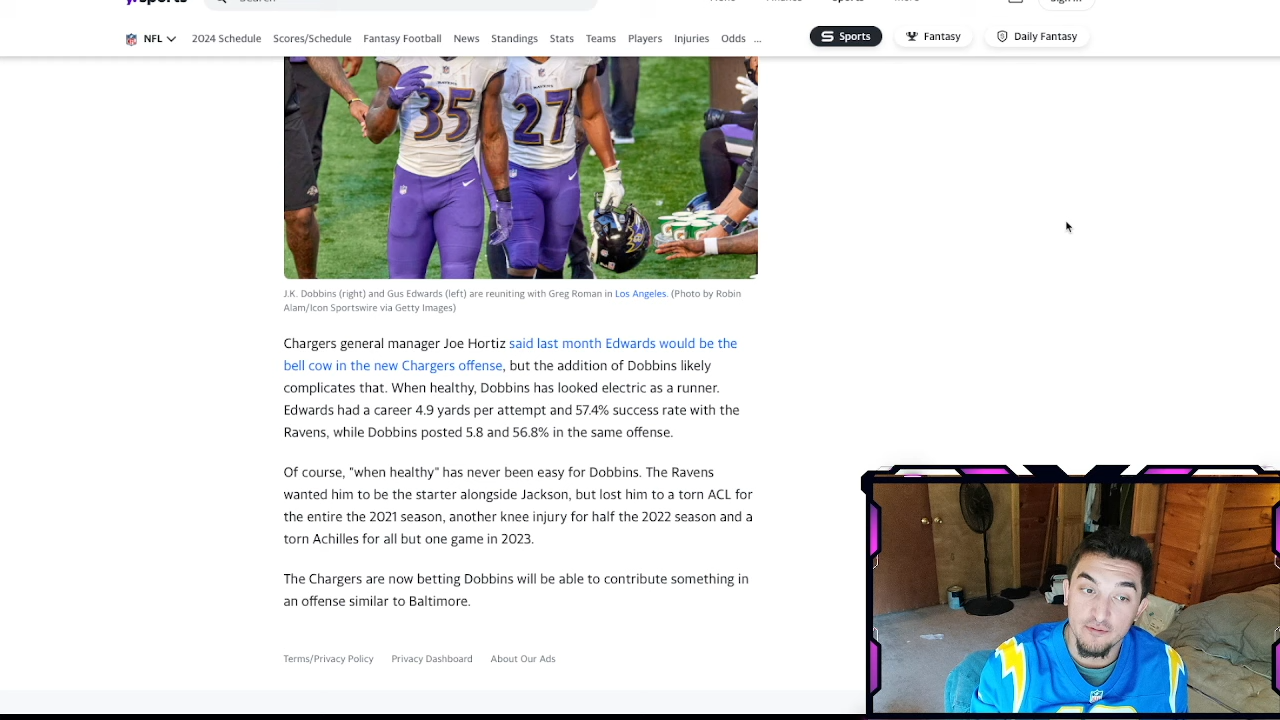 sports
Search
NFL 2024 Schedule Scores/Schedule Fantasy Football News Standings Stats Teams Players Injuries Odds ... Sports Fantasy Daily Fantasy
RAVENS RAVENS
35 27
J.K. Dobbins (right) and Gus Edwards (left) are reuniting with Greg Roman in Los Angeles. (Photo by Robin
Alam/Icon Sportswire via Getty Images)
Chargers general manager Joe Hortiz said last month Edwards would be the
bell cow in the new Chargers offense, but the addition of Dobbins likely
complicates that. When healthy, Dobbins has looked electric as a runner.
Edwards had a career 4.9 yards per attempt and 57.4% success rate with the
Ravens, while Dobbins posted 5.8 and 56.8% in the same offense.
Of course, "when healthy" has never been easy for Dobbins. The Ravens
wanted him to be the starter alongside Jackson, but lost him to a torn ACL for
the entire the 2021 season, another knee injury for half the 2022 season and a
torn Achilles for all but one game in 2023.
The Chargers are now betting Dobbins will be able to contribute something in
an offense similar to Baltimore.
Terms/Privacy Policy Privacy Dashboard About Our Ads